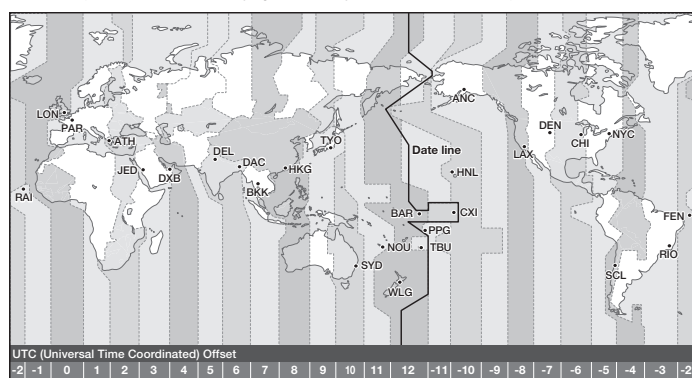 ANC
LON
PAR
DEN
NYC
ATH
TYO
CHI
DEL
Date line
LAX
DAC
JED
HKG
HNL
DXB
RAI
BKK
BAR
CXI
FEN
PPG
NOU
TBU
RIO
SYD
SCL
WLG
UTC (Universal Time Coordinated) Offset
-2 -1 0 1 2 3 4 5 6 7 8 9 10 11 12 -11 -10 -9 -8 -7 -6 -5 -4 -3 -2